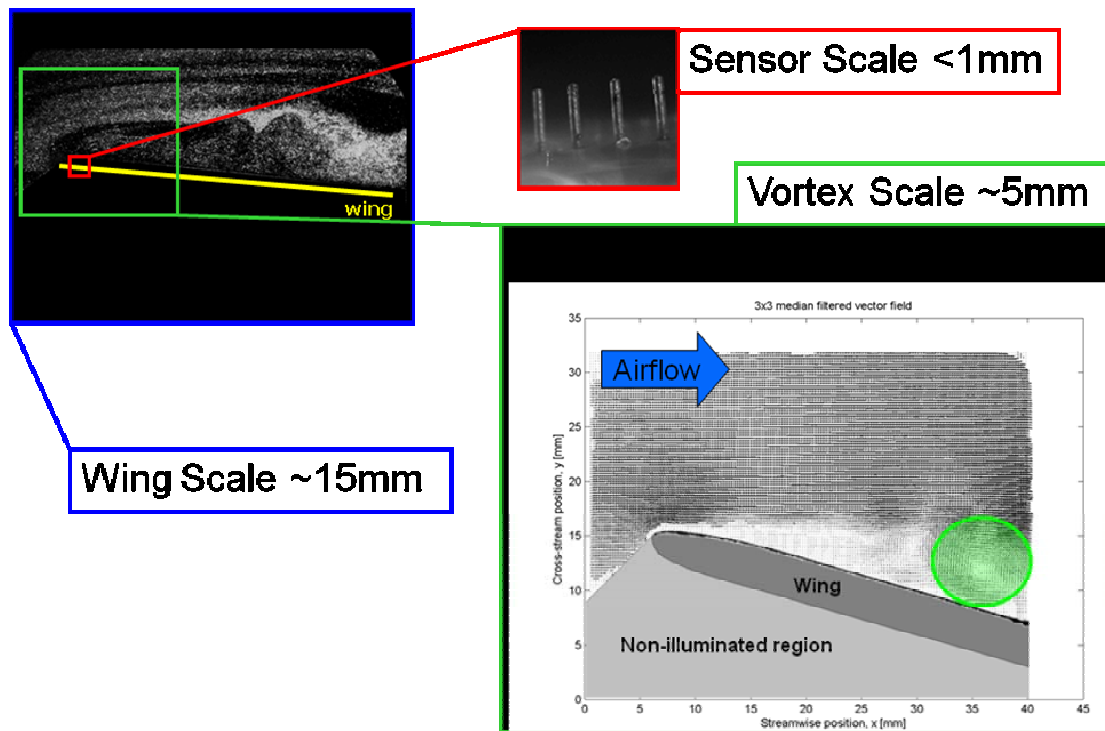 Sensor Scale <1mm
wing
Vortex Scale ~5mm
Wing Scale ~15mm
3x3 median filtered vector field
Airflow
Wing
Non-illuminated region
Cross-stream position, y [mm]
35
30
25
20
15
10
5
0
0 5 10 15 20 25 30 35 40 45
Streamwise position, x [mm]